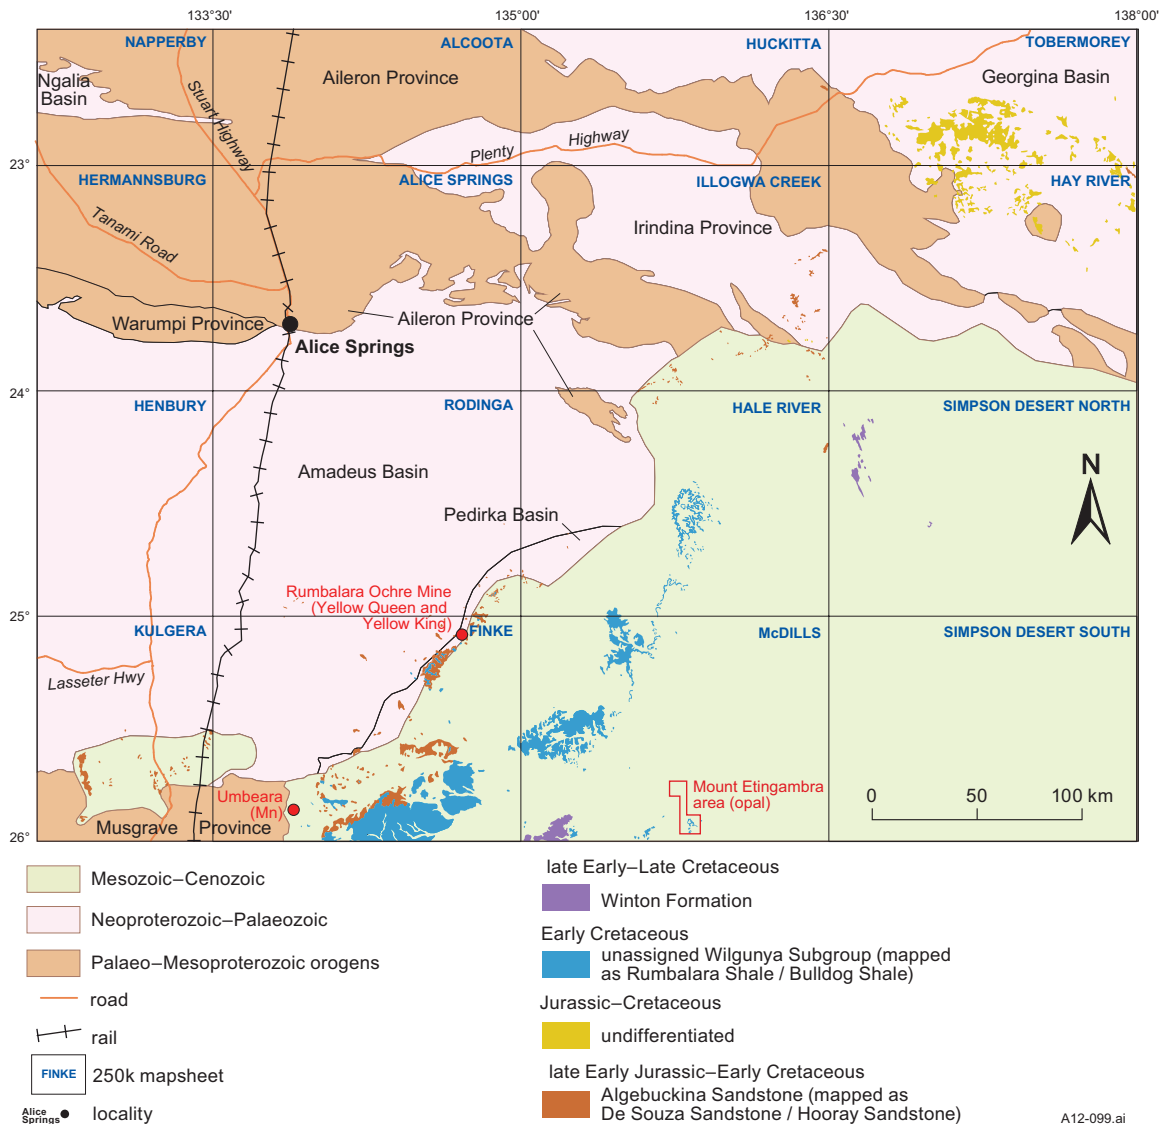 133°30'
135°00'
136°30'
138°00'
NAPPERBY
ALCOOTA
HUCKITTA
TOBERMOREY
Ngalia
Basin
Aileron Province
Georgina Basin
Stuart Highway
Plenty
Highway
23°
HERMANNSBURG
ALICE SPRINGS
ILLOGWA CREEK
HAY RIVER
Tanami Road
Irindina Province
Warumpi Province
Aileron Province
Alice Springs
24°
HENBURY
RODINGA
HALE RIVER
SIMPSON DESERT NORTH
Amadeus Basin
N
Pedirka Basin
Rumbalara Ochre Mine
(Yellow Queen and
Yellow King)
25°
KULGERA
FINKE
McDILLS
SIMPSON DESERT SOUTH
Lasseter Hwy
Umbeara
(Mn)
Mount Etingambra
area (opal)
0
50
100 km
Musgrave
Province
26°
Mesozoic–Cenozoic
Neoproterozoic–Palaeozoic
Palaeo–Mesoproterozoic orogens
road
rail
FINKE
250k mapsheet
Alice
Springs
locality
late Early–Late Cretaceous
Winton Formation
Early Cretaceous
unassigned Wilgunya Subgroup (mapped
as Rumbalara Shale / Bulldog Shale)
Jurassic–Cretaceous
undifferentiated
late Early Jurassic–Early Cretaceous
Algebuckina Sandstone (mapped as
De Souza Sandstone / Hooray Sandstone)
A12-099.ai